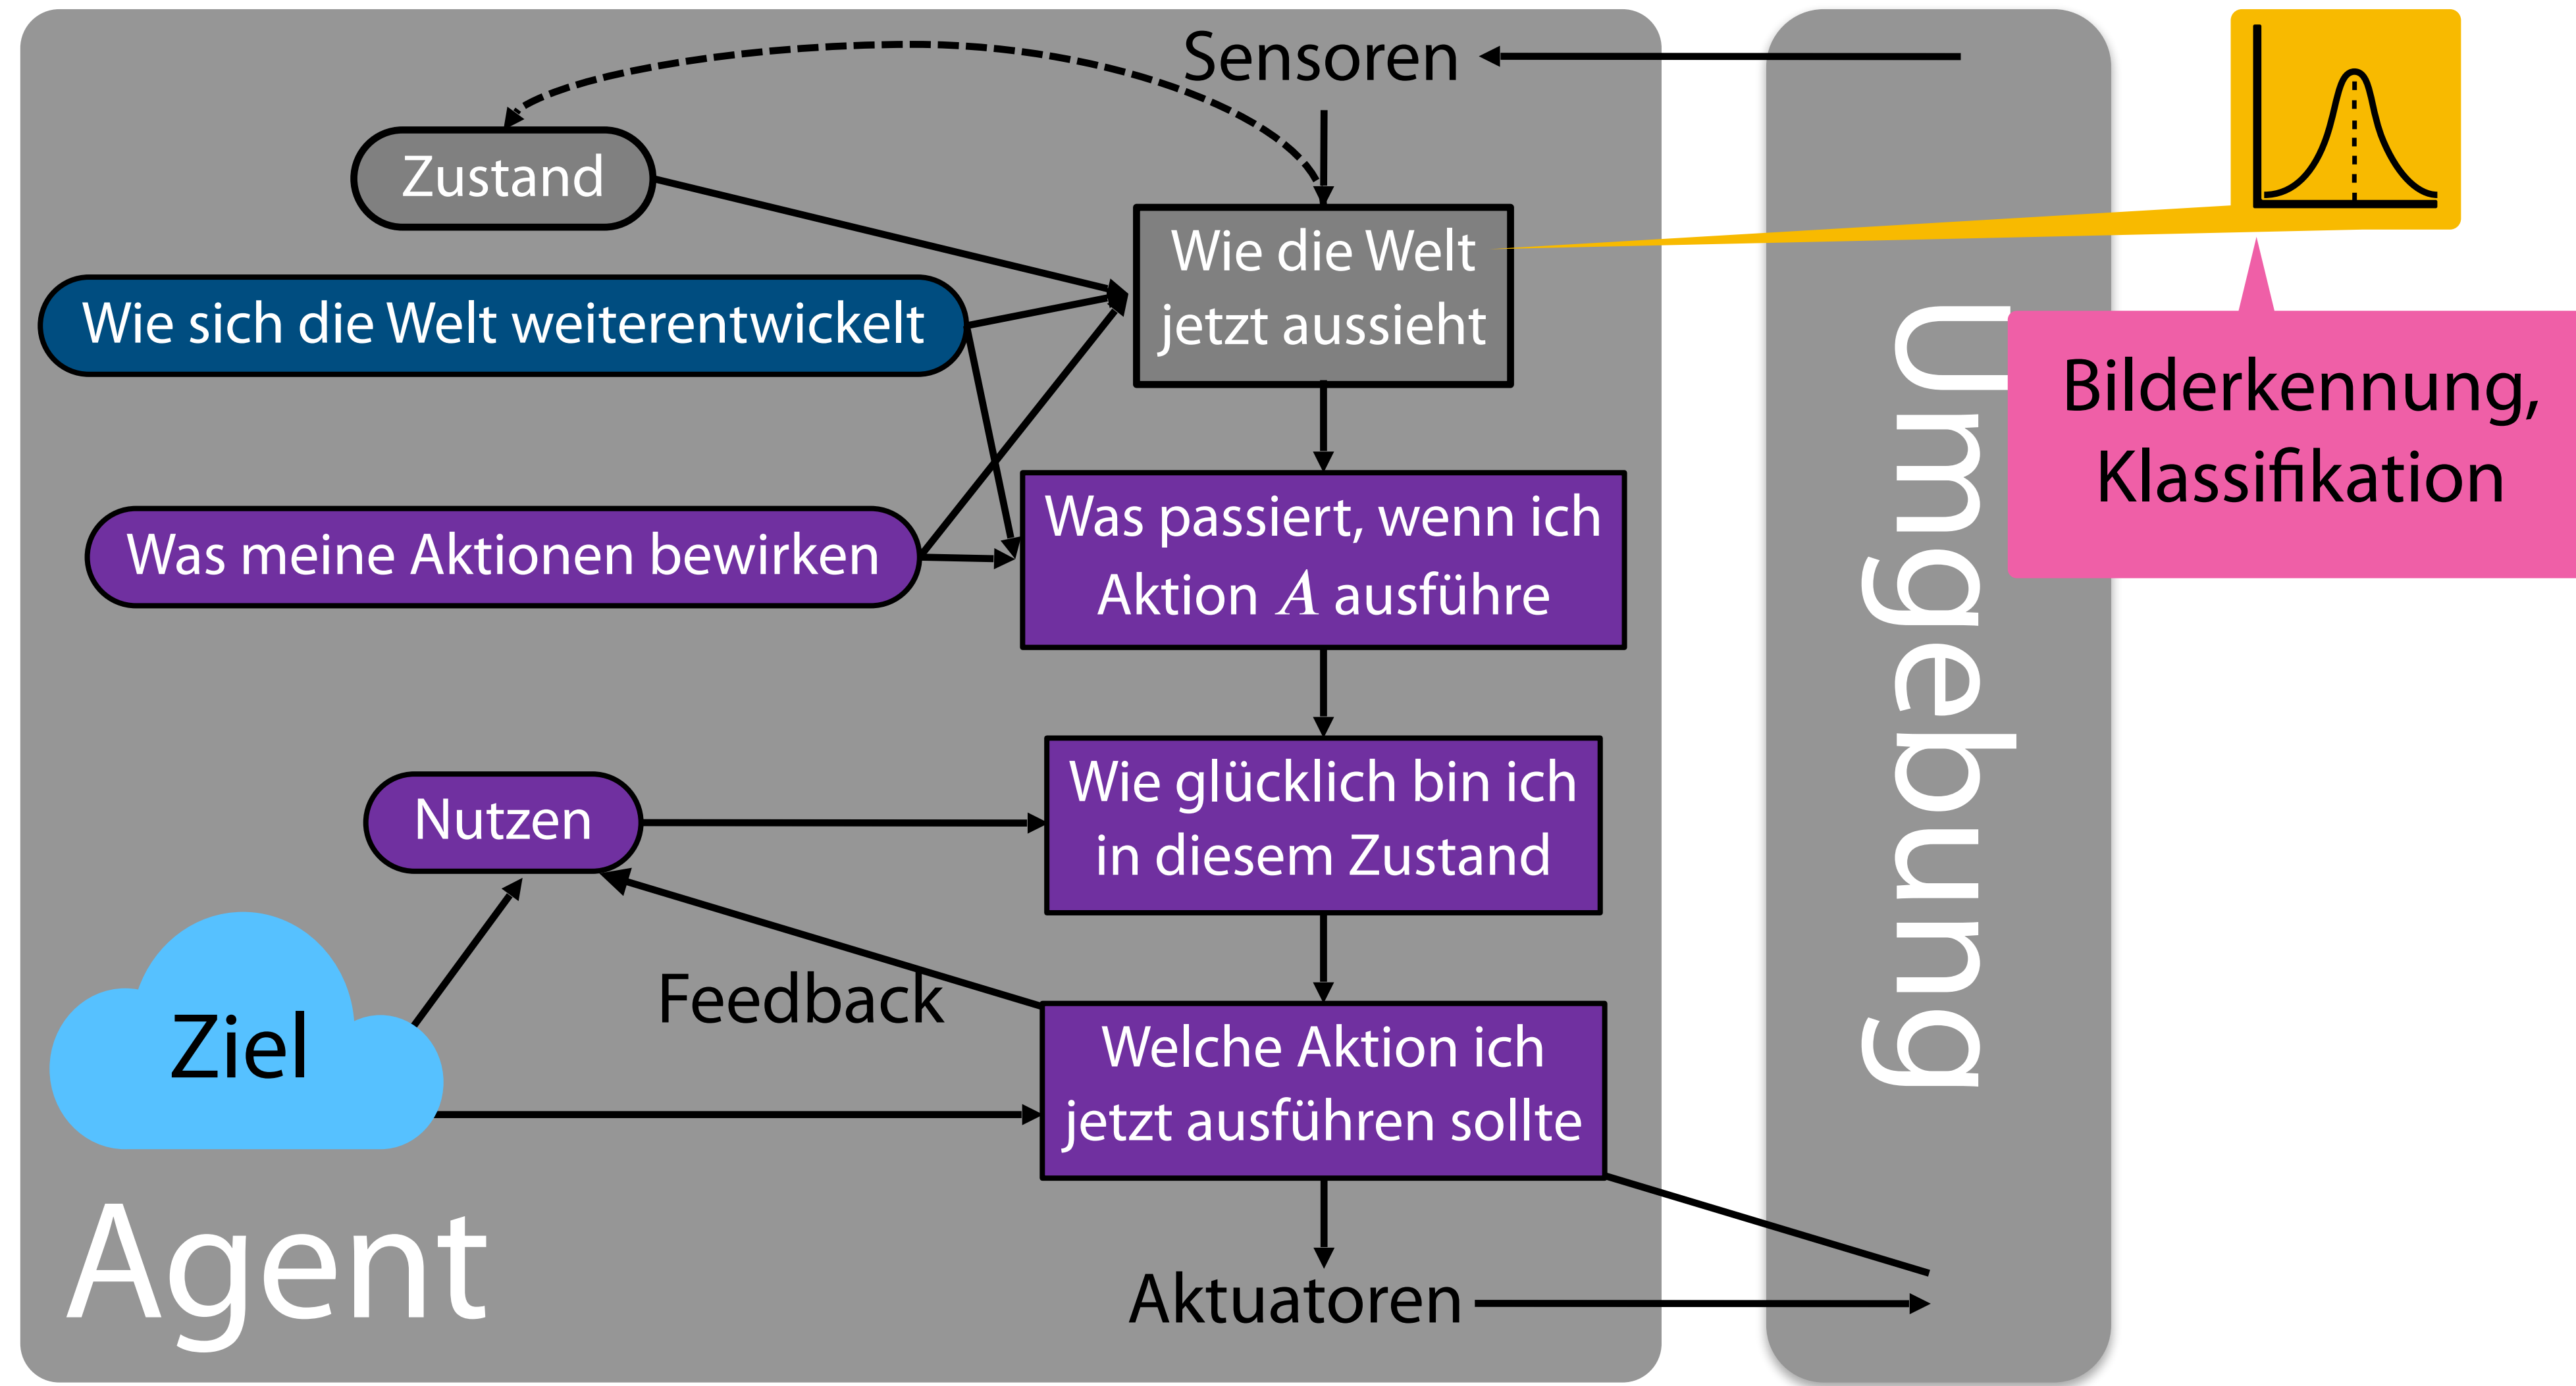 Sensoren
Zustand
Wie die Welt
jetzt aussieht
Wie sich die Welt weiterentwickelt
Bilderkennung,
Klassifikation
Was meine Aktionen bewirken
Was passiert, wenn ich
Aktion A ausführe
Umgebung
Nutzen
Wie glücklich bin ich
in diesem Zustand
Feedback
Ziel
Welche Aktion ich
jetzt ausführen sollte
Agent
Aktuatoren